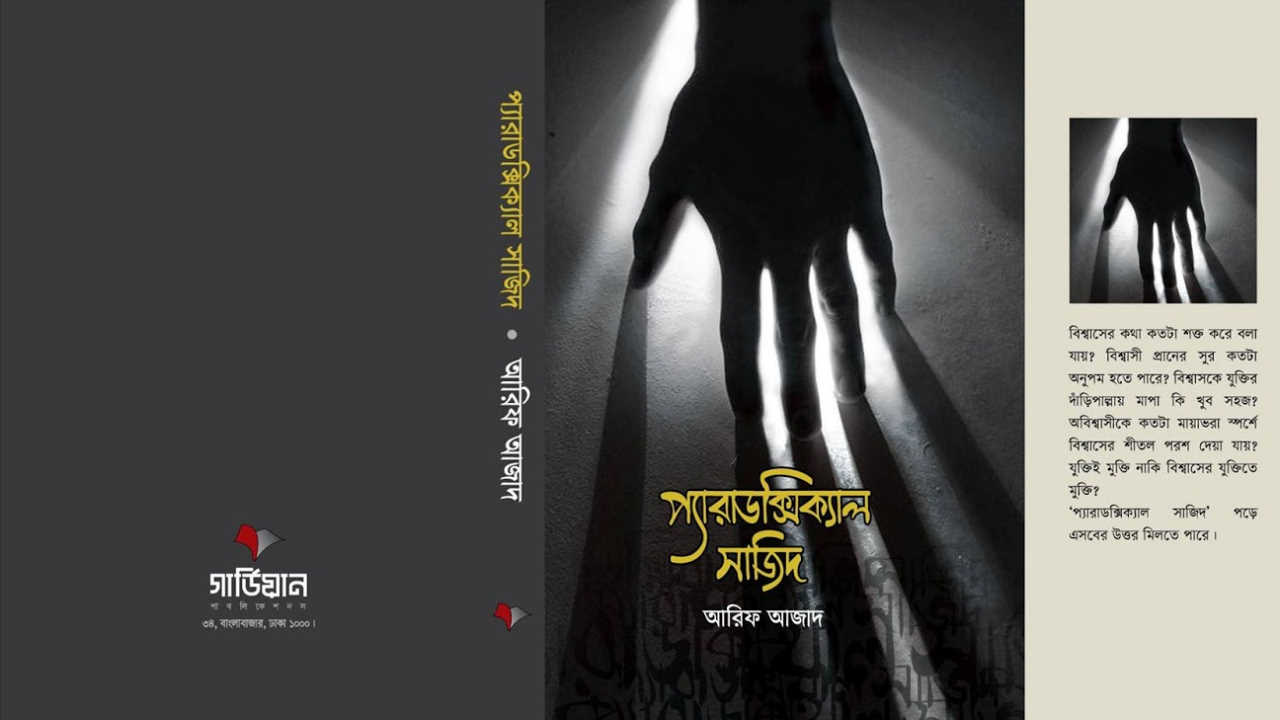 গার্ডিয়ান
পাবলিকেশনস
৩৪, বাংলাবাজার, ঢাকা ১০০০।
প্যারাডক্সিক্যাল সাজিদ • আরিফ আজাদ
প্যারাডক্সিক্যাল
সাজিদ
আরিফ আজাদ
বিশ্বাসের কথা কতটা শক্ত করে বলা
যায়? বিশ্বাসী প্রানের সুর কতটা
অনুপম হতে পারে? বিশ্বাসকে যুক্তির
দাঁড়িপাল্লায় মাপা কি খুব সহজ?
অবিশ্বাসীকে কতটা মায়াভরা স্পর্শে
বিশ্বাসের শীতল পরশ দেয়া যায়?
যুক্তিই মুক্তি নাকি বিশ্বাসের যুক্তিতে
মুক্তি?
‘প্যারাডক্সিক্যাল সাজিদ’ পড়ে
এসবের উত্তর মিলতে পারে।